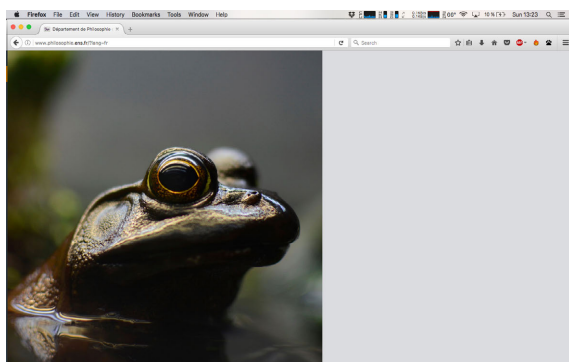 Firefox File Edit View History Bookmarks Tools Window Help
10 % Sun 13:23
Département de Philosophie
www.philosophie.ens.fr/?lang=fr
Search